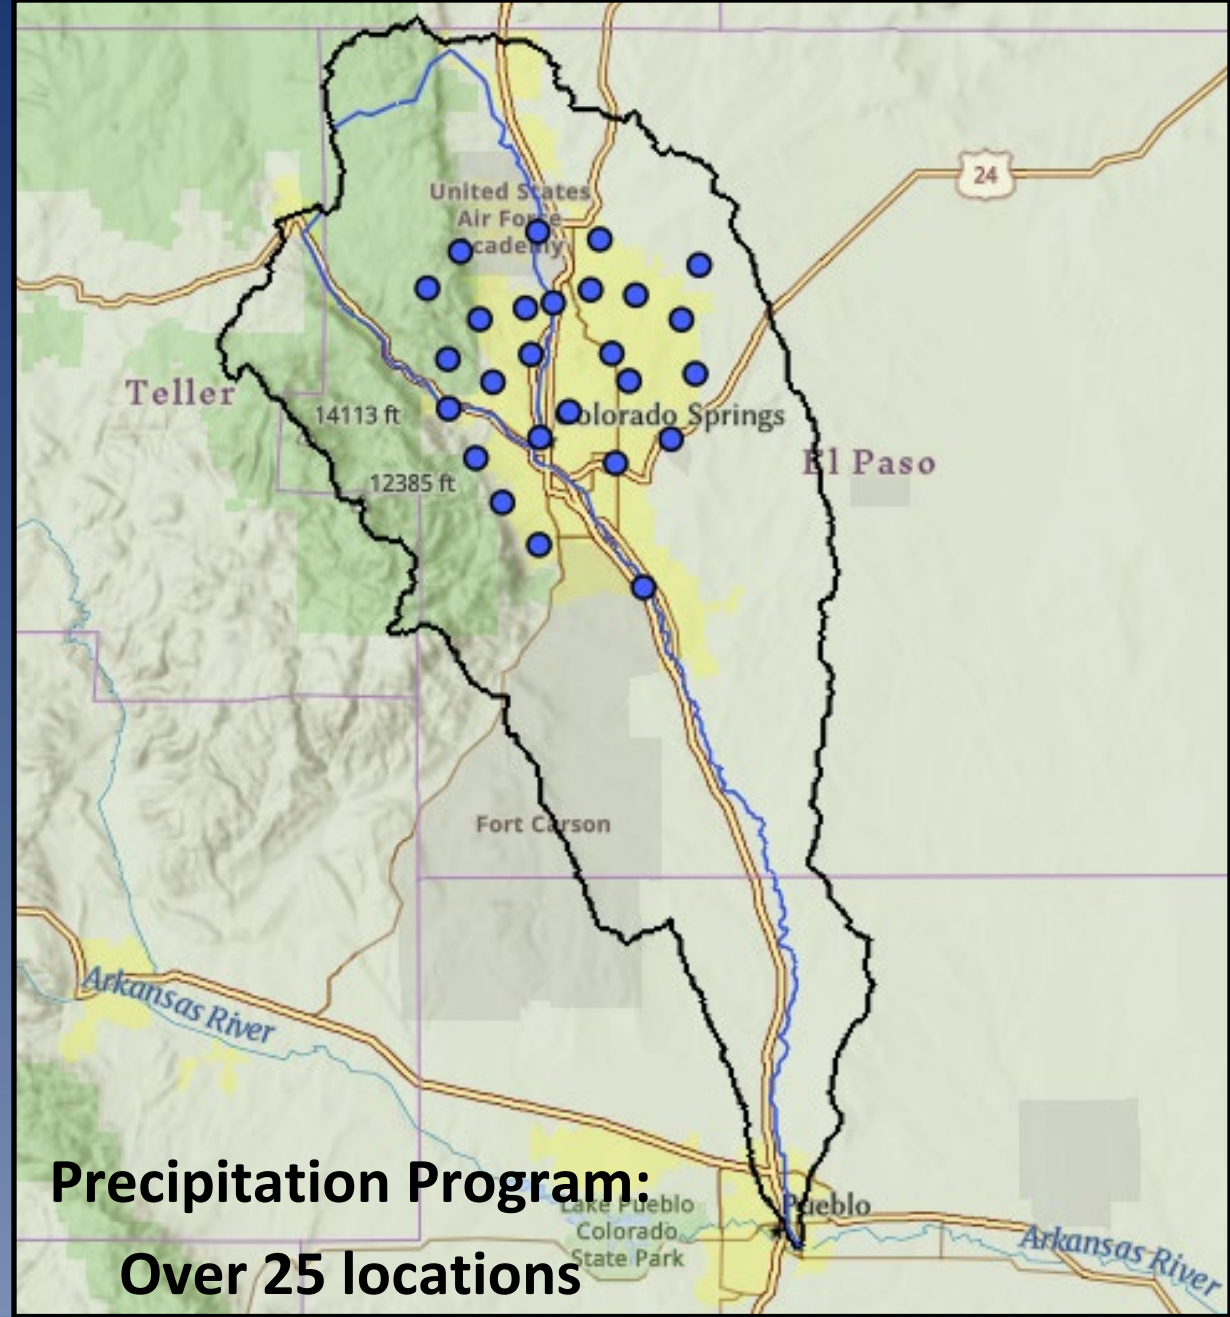 24
United States
Air Force
Academy
Teller
14113 ft
Colorado Springs
El Paso
12385 ft
Fort Carson
Arkansas River
Precipitation Program:
Lake Pueblo
Colorado
State Park
Pueblo
Arkansas River
Over 25 locations